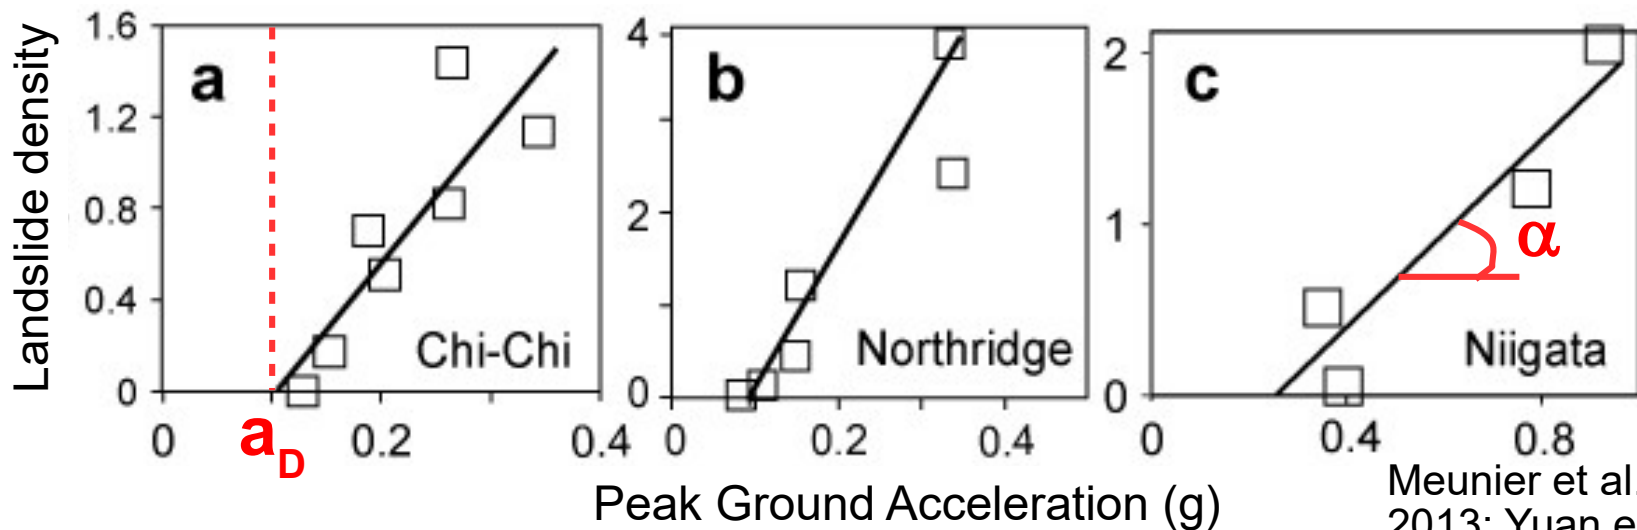 Landslide density
1.6
1.2
0.8
0.4
0
a
Chi-Chi
0
0.2
0.4
a_D
4
2
0
b
Northridge
0
0.2
0.4
2
1
0
c
α
Niigata
0
0.4
0.8
Peak Ground Acceleration (g)
Meunier et al.
2013; Yuan